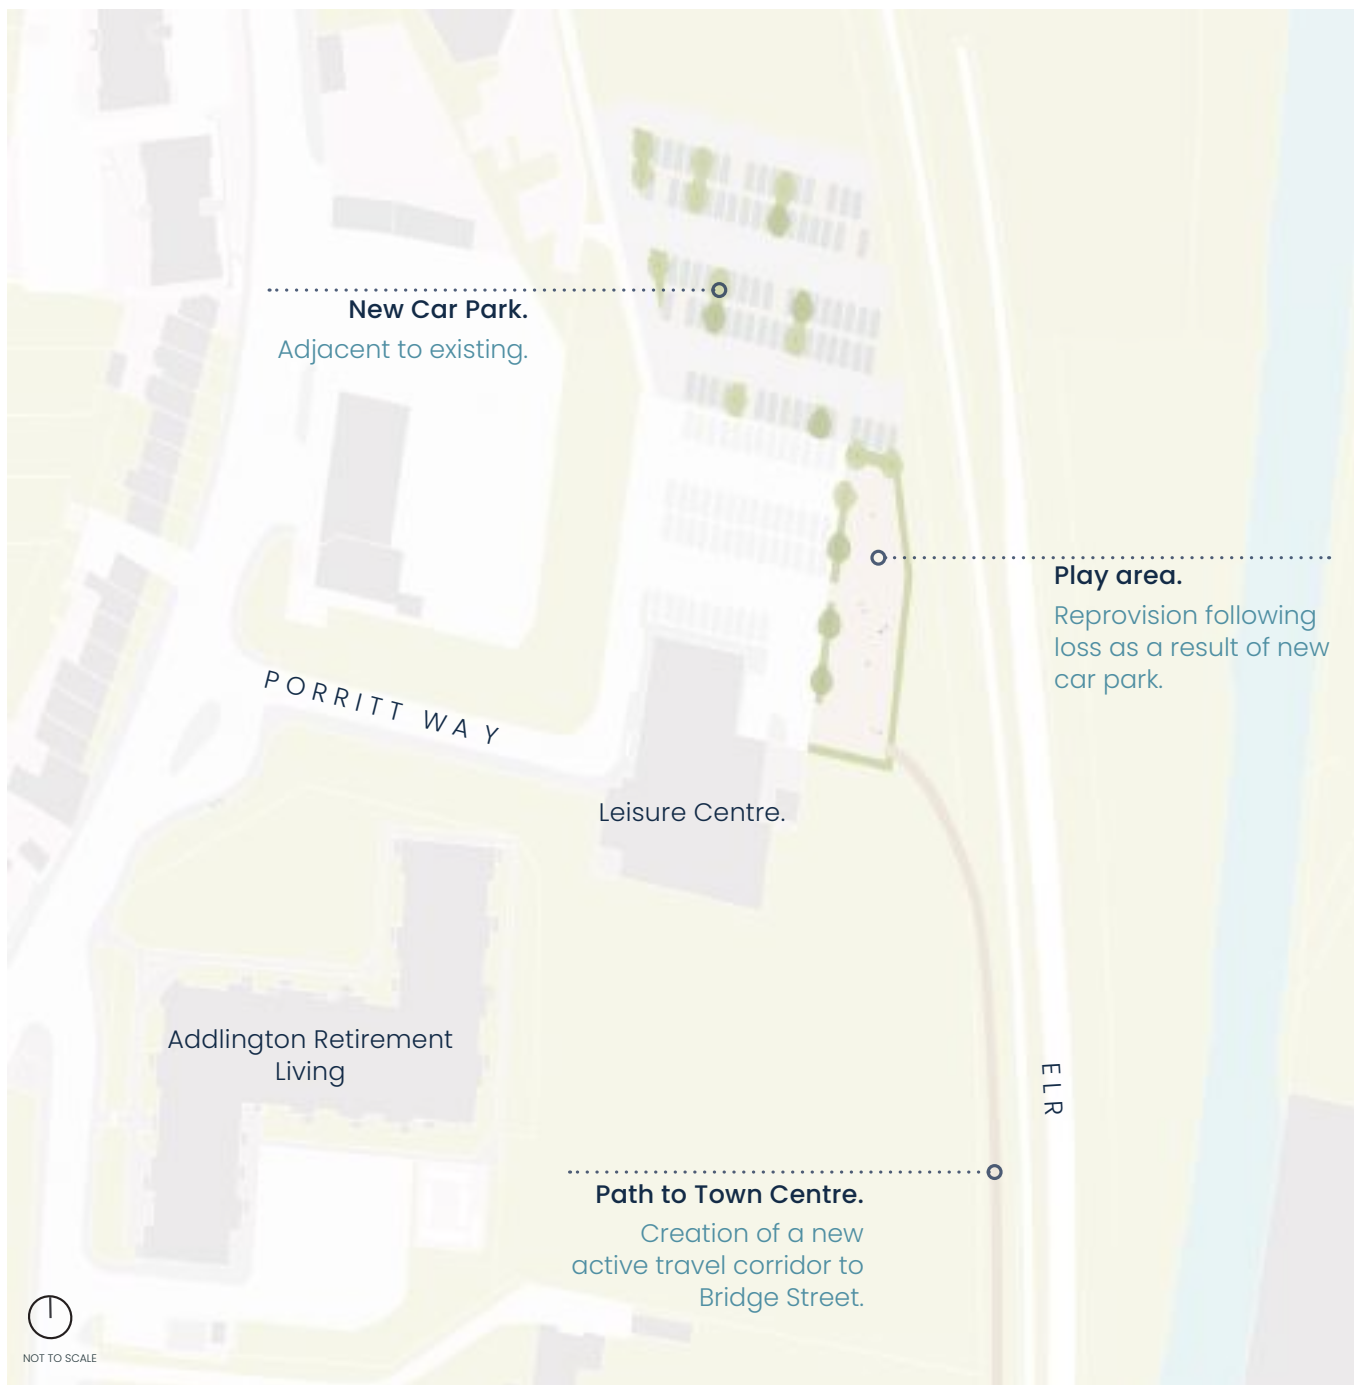 New Car Park.
Adjacent to existing.
Play area.
Reprovision following
loss as a result of new
car park.
PORRITT WAY
Leisure Centre.
Addlington Retirement
Living
ELR
Path to Town Centre.
Creation of a new
active travel corridor to
Bridge Street.
NOT TO SCALE